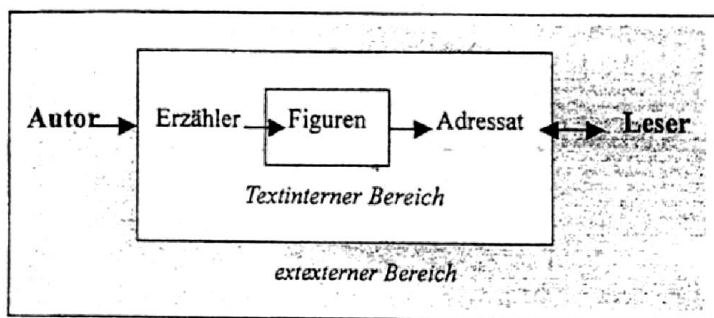 Autor Erzähler Figuren Adressat Leser
Textinterner Bereich
extexterner Bereich